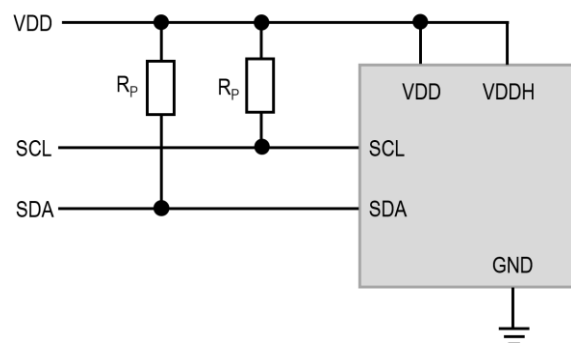 VDD
R_P R_P
VDD VDDH
SCL SCL
SDA SDA
GND